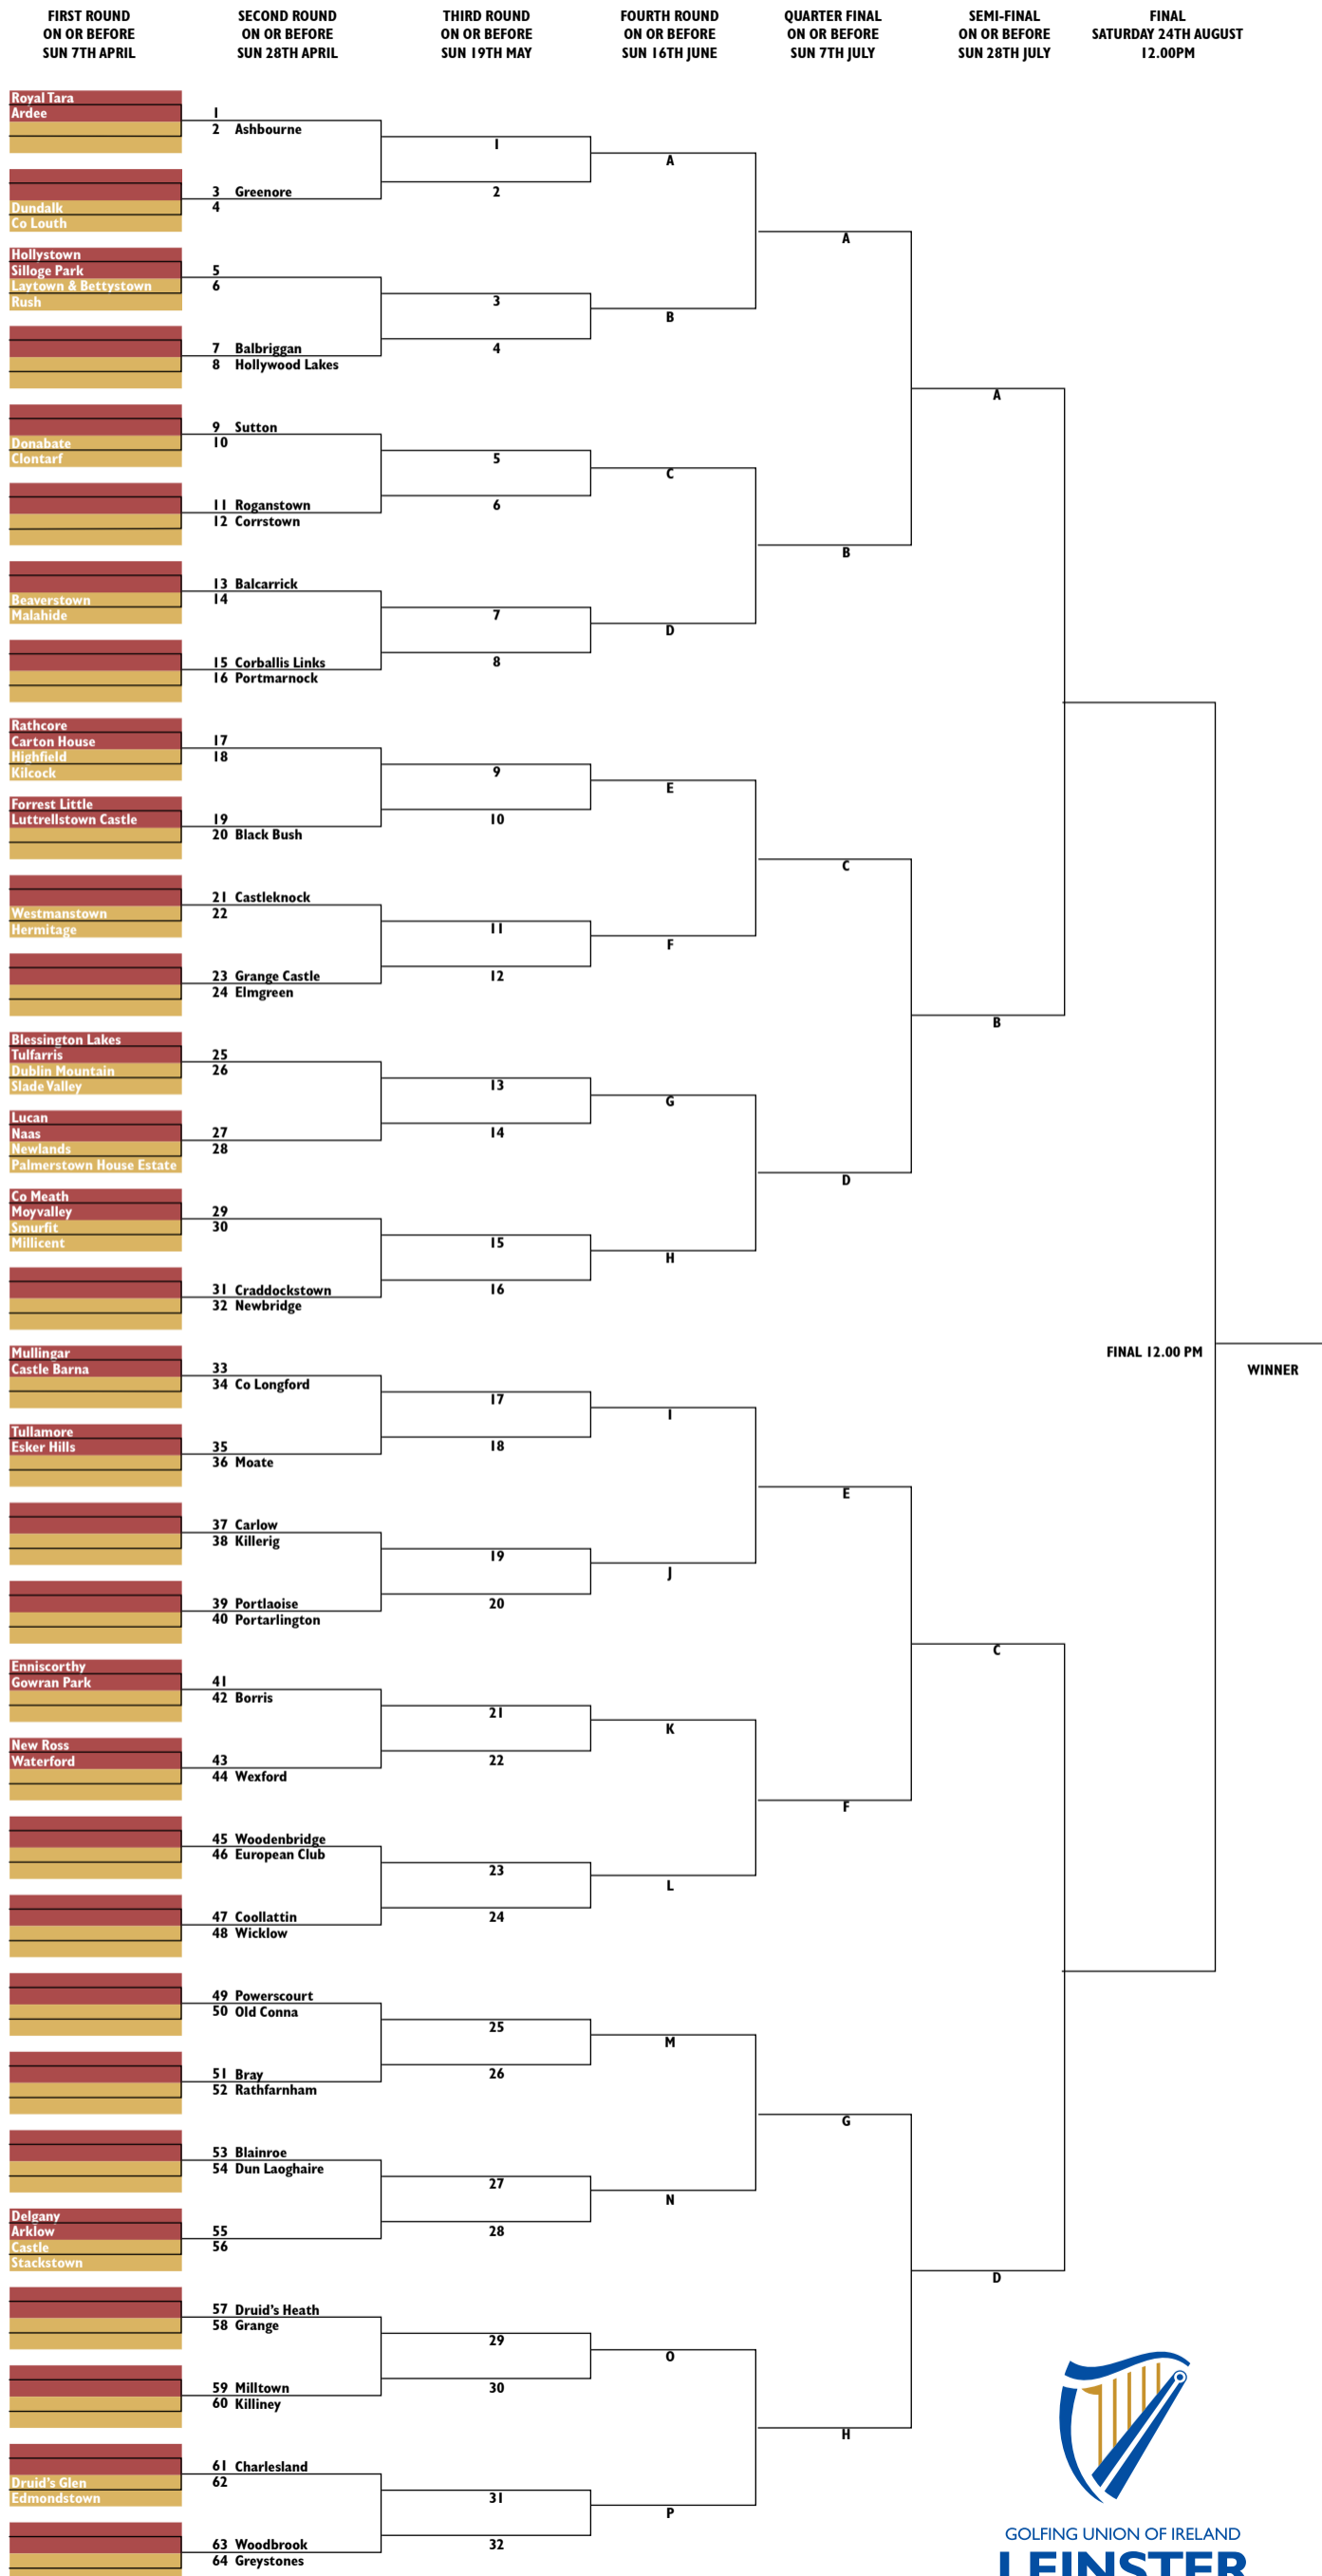 FIRST ROUND
ON OR BEFORE
SUN 7TH APRIL
SECOND ROUND
ON OR BEFORE
SUN 28TH APRIL
THIRD ROUND
ON OR BEFORE
SUN 19TH MAY
FOURTH ROUND
ON OR BEFORE
SUN 16TH JUNE
QUARTER FINAL
ON OR BEFORE
SUN 7TH JULY
SEMI-FINAL
ON OR BEFORE
SUN 28TH JULY
FINAL
SATURDAY 24TH AUGUST
12.00PM
Royal Tara
Ardee
Dundalk
Co Louth
Hollystown
Silloge Park
Laytown & Bettystown
Rush
Donabate
Clontarf
Beaverstown
Malahide
Rathcore
Carton House
Highfield
Kilcock
Forrest Little
Luttrellstown Castle
Westmanstown
Hermitage
Blessington Lakes
Tulfarris
Dublin Mountain
Slade Valley
Lucan
Naas
Newlands
Palmerstown House Estate
Co Meath
Moyvalley
Smurfit
Millicent
Mullingar
Castle Barna
Tullamore
Esker Hills
Enniscorthy
Gowran Park
New Ross
Waterford
Delgany
Arklow
Castle
Stackstown
Druid's Glen
Edmondstown
1
2 Ashbourne
3 Greenore
4
5
6
7 Balbriggan
8 Hollywood Lakes
9 Sutton
10
11 Roganstown
12 Corrstown
13 Balcarrick
14
15 Corballis Links
16 Portmarnock
17
18
19
20 Black Bush
21 Castleknock
22
23 Grange Castle
24 Elmgreen
25
26
27
28
29
30
31 Craddockstown
32 Newbridge
33
34 Co Longford
35
36 Moate
37 Carlow
38 Killerig
39 Portlaoise
40 Portarlington
41
42 Borris
43
44 Wexford
45 Woodenbridge
46 European Club
47 Coollattin
48 Wicklow
49 Powerscourt
50 Old Conna
51 Bray
52 Rathfarnham
53 Blainroe
54 Dun Laoghaire
55
56
57 Druid's Heath
58 Grange
59 Milltown
60 Killiney
61 Charlesland
62
63 Woodbrook
64 Greystones
1
2
3
4
5
6
7
8
9
10
11
12
13
14
15
16
17
18
19
20
21
22
23
24
25
26
27
28
29
30
31
32
A
B
C
D
E
F
G
H
I
J
K
L
M
N
O
P
A
B
C
D
E
F
G
H
A
B
C
D
FINAL 12.00 PM
WINNER
GOLFING UNION OF IRELAND
LEINSTER